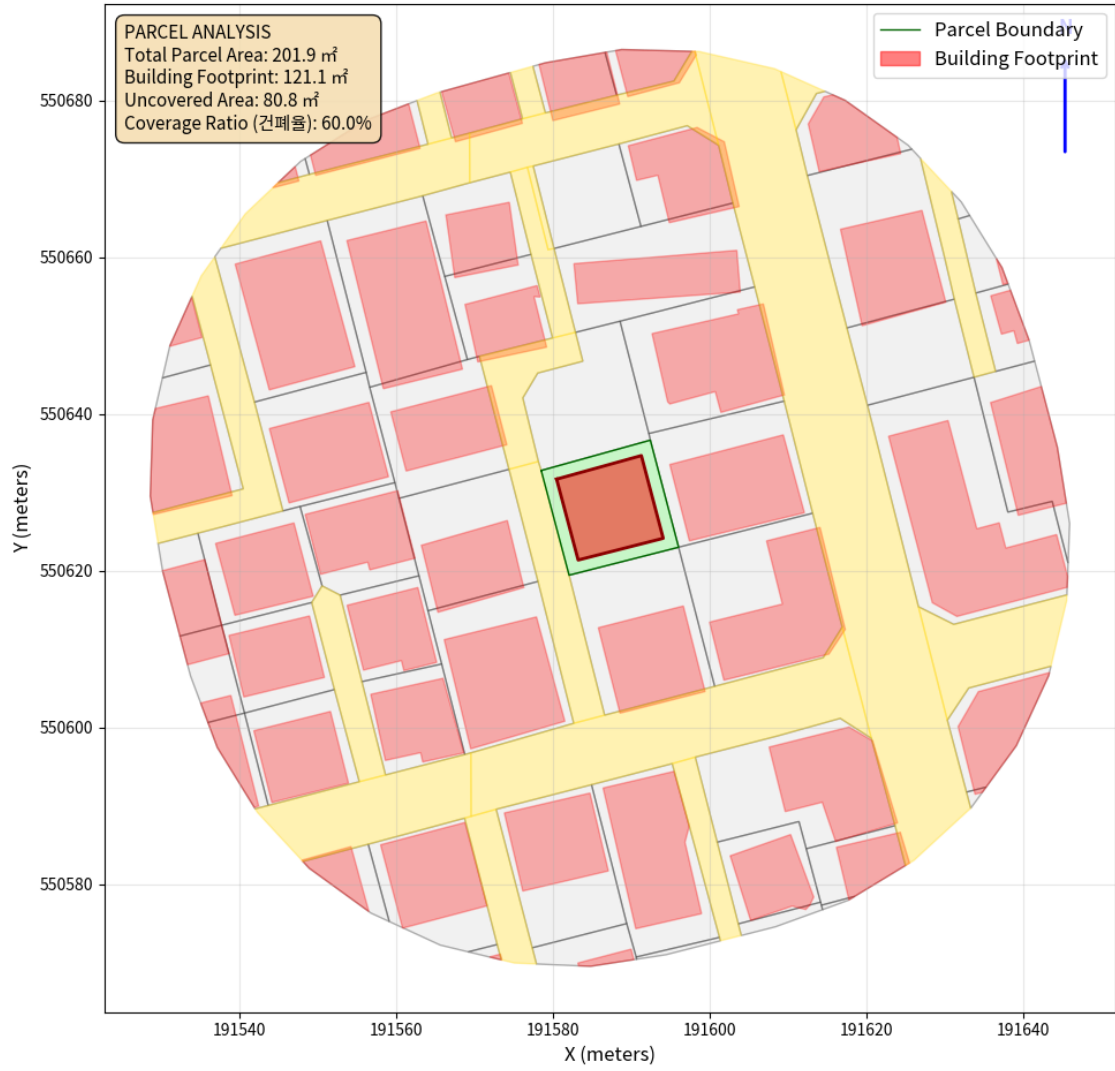 PARCEL ANALYSIS
Total Parcel Area: 201.9 ㎡
Building Footprint: 121.1 ㎡
Uncovered Area: 80.8 ㎡
Coverage Ratio (건폐율): 60.0%
N
Parcel Boundary
Building Footprint
550680
550660
550640
550620
550600
550580
Y (meters)
191540
191560
191580
191600
191620
191640
X (meters)